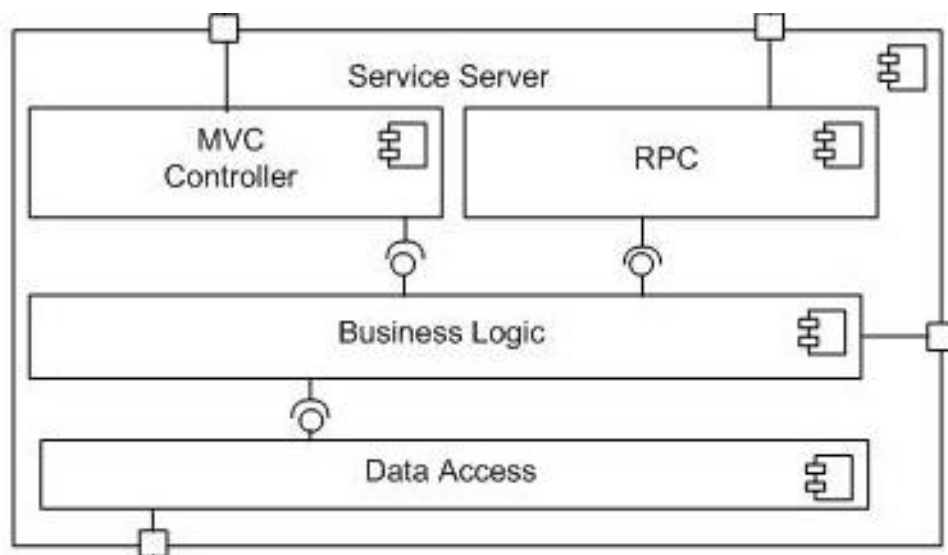 Service Server
MVC
Controller
RPC
Business Logic
Data Access